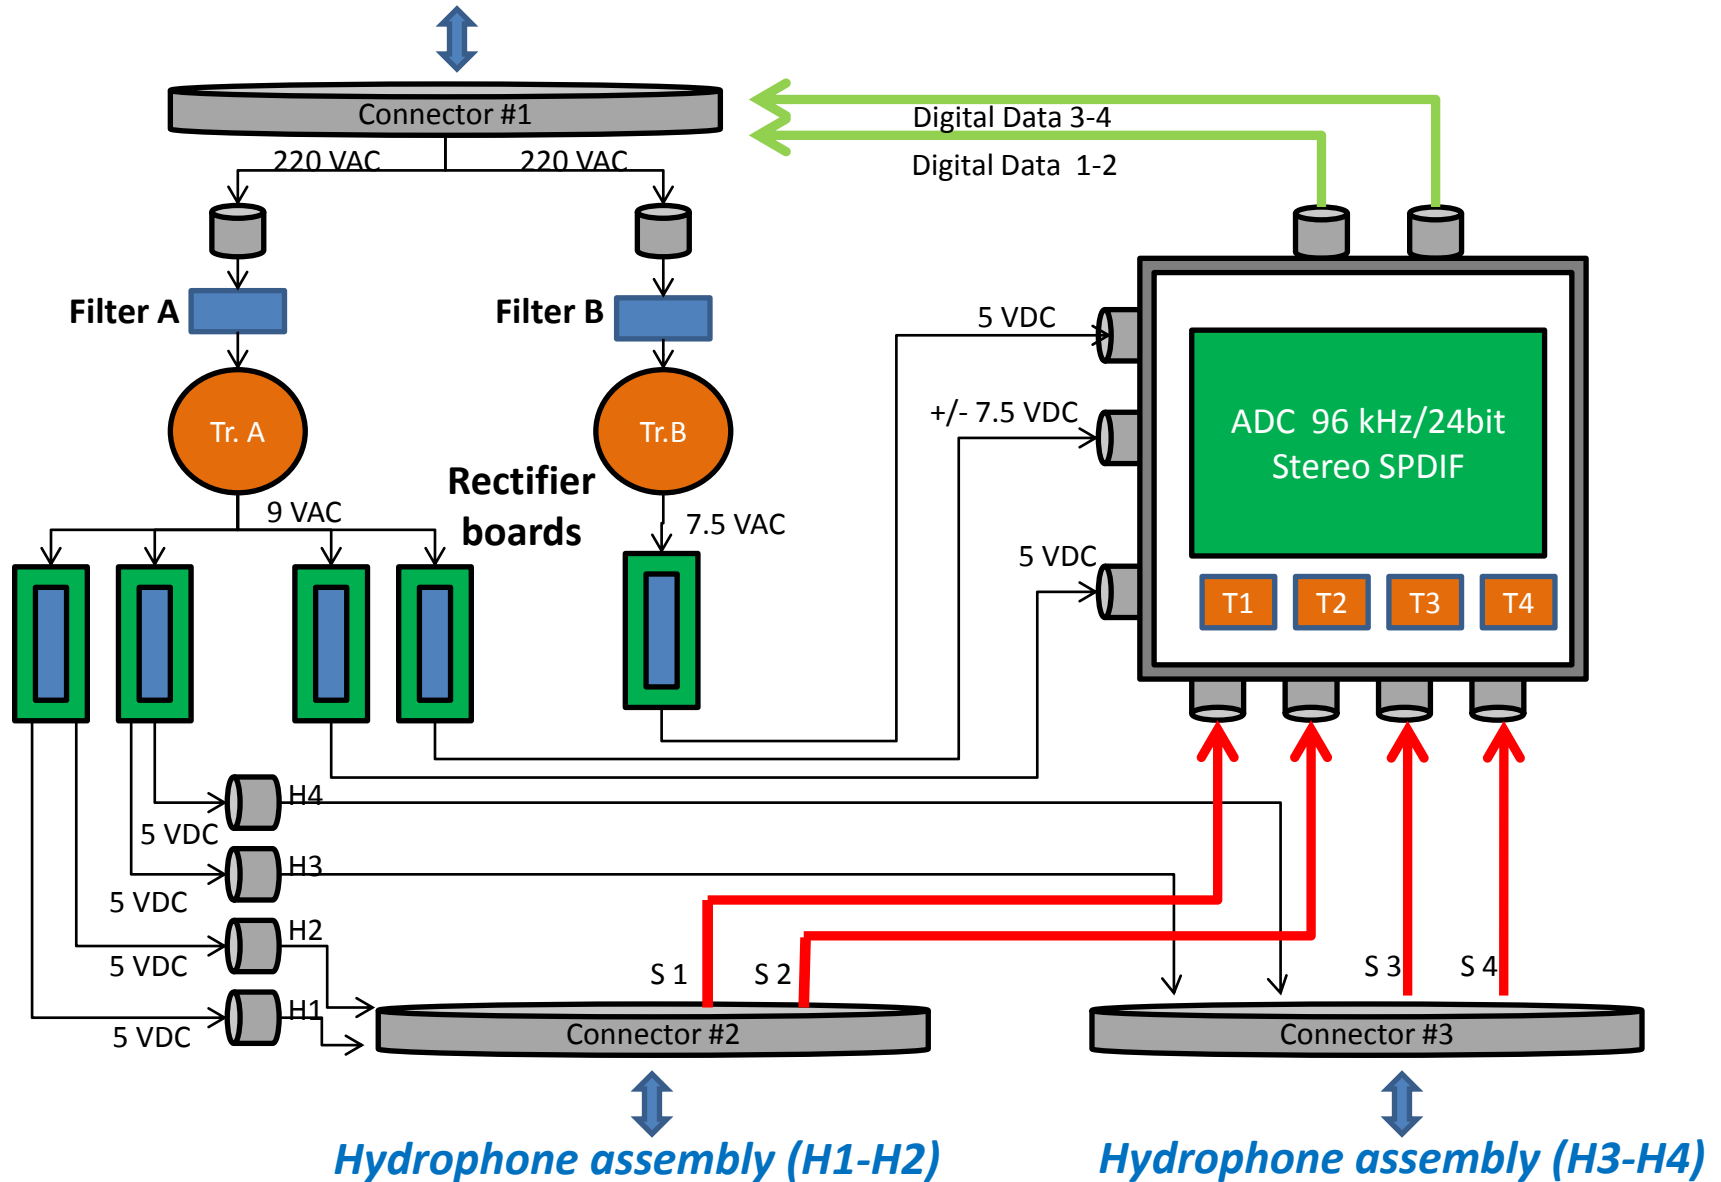 Connector #1
Digital Data 3-4
220 VAC
220 VAC
Digital Data  1-2
Filter A
Filter B
5 VDC
+/- 7.5 VDC
ADC  96 kHz/24bit
Stereo SPDIF
Tr. A
Tr.B
Rectifier
boards
9 VAC
7.5 VAC
5 VDC
T1
T2
T3
T4
H4
5 VDC
H3
5 VDC
H2
5 VDC
S 1
S 2
S 3
S 4
H1
5 VDC
Connector #2
Connector #3
Hydrophone assembly (H1-H2)
Hydrophone assembly (H3-H4)